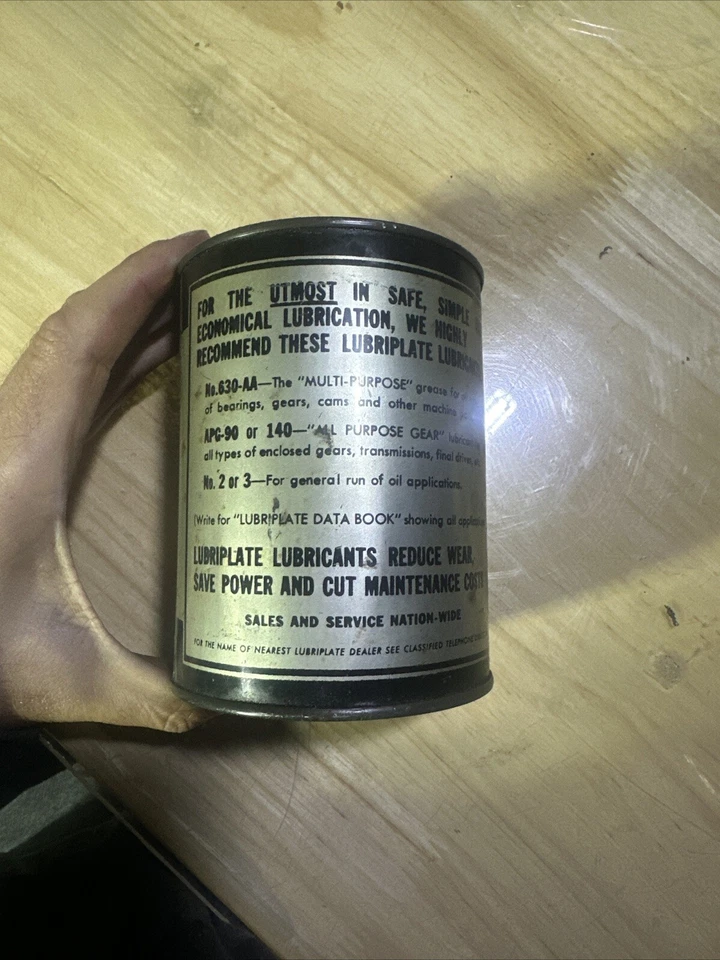 FOR THE UTMOST IN SAFE, SIMPLE
ECONOMICAL LUBRICATION, WE HIGHLY
RECOMMEND THESE LUBRIPLATE
No. 630-AA—The "MULTI-PURPOSE" grease for
of bearings, gears, cams and other machine
APG-90 or 140—"ALL PURPOSE GEAR"
all types of enclosed gears, transmissions, final drives,
No. 2 or 3—For general run of oil applications.
(Write for "LUBRIPLATE DATA BOOK" showing all
LUBRIPLATE LUBRICANTS REDUCE WEAR,
SAVE POWER AND CUT MAINTENANCE COSTS
SALES AND SERVICE NATION-WIDE
FOR THE NAME OF NEAREST LUBRIPLATE DEALER SEE CLASSIFIED TELEPHONE